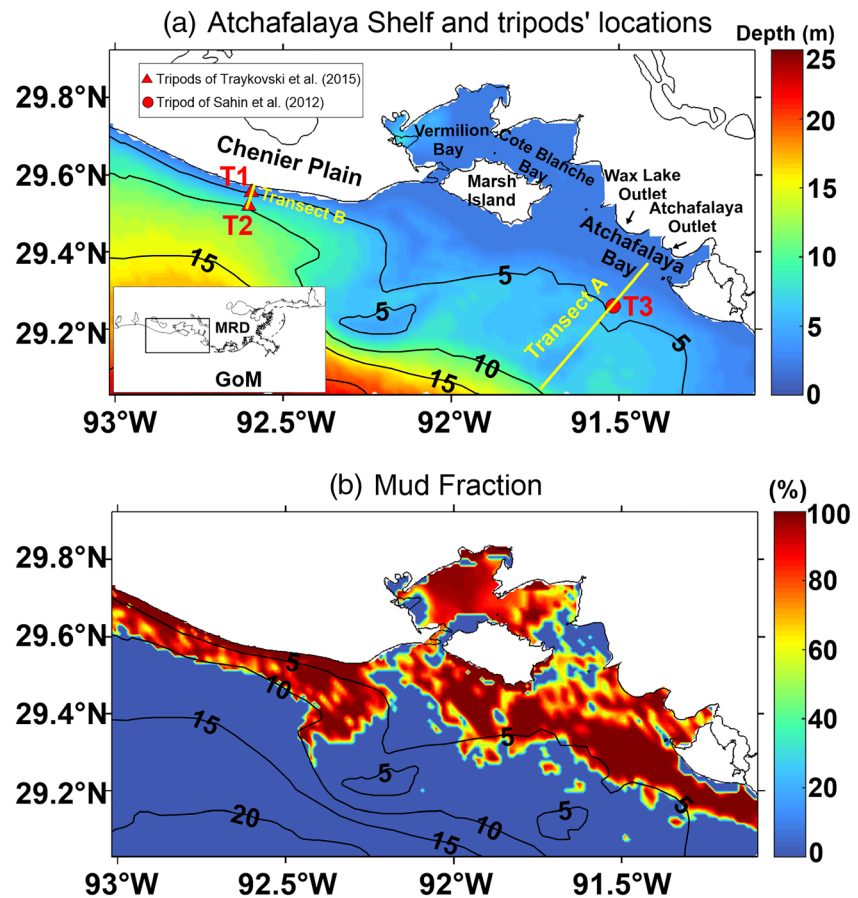 (a) Atchafalaya Shelf and tripods' locations
Depth (m)
Tripods of Traykovski et al. (2015)
Tripod of Sahin et al. (2012)
29.8°N
29.6°N
29.4°N
29.2°N
Chenier Plain
Vermilion
Bay
Cote Blanche
Bay
Marsh
Island
Wax Lake
Outlet
Atchafalaya
Outlet
Atchafalaya
Bay
T1
T2
T3
Transect B
Transect A
15
5
5
10
15
5
MRD
GoM
25
20
15
10
5
0
93°W
92.5°W
92°W
91.5°W
(b) Mud Fraction
(%)
29.8°N
29.6°N
29.4°N
29.2°N
5
10
15
5
5
20
15
10
5
5
100
80
60
40
20
0
93°W
92.5°W
92°W
91.5°W